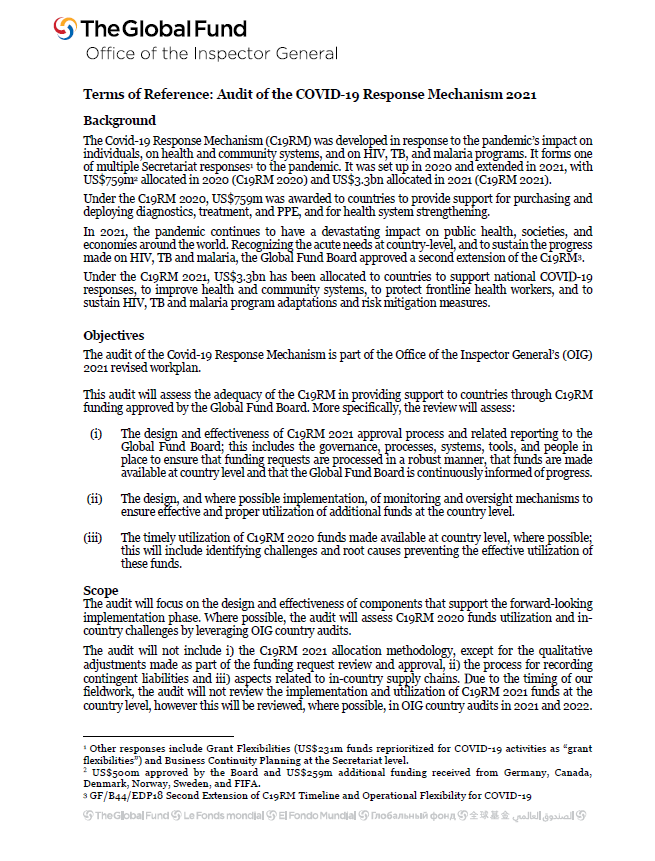 The Global Fund
Office of the Inspector General
Terms of Reference: Audit of the COVID-19 Response Mechanism 2021
Background
The Covid-19 Response Mechanism (C19RM) was developed in response to the pandemic's impact on
individuals, on health and community systems, and on HIV, TB, and malaria programs. It forms one
of multiple Secretariat responses¹ to the pandemic. It was set up in 2020 and extended in 2021, with
US$759m² allocated in 2020 (C19RM 2020) and US$3.3bn allocated in 2021 (C19RM 2021).
Under the C19RM 2020, US$759m was awarded to countries to provide support for purchasing and
deploying diagnostics, treatment, and PPE, and for health system strengthening.
In 2021, the pandemic continues to have a devastating impact on public health, societies, and
economies around the world. Recognizing the acute needs at country-level, and to sustain the progress
made on HIV, TB and malaria, the Global Fund Board approved a second extension of the C19RM³.
Under the C19RM 2021, US$3.3bn has been allocated to countries to support national COVID-19
responses, to improve health and community systems, to protect frontline health workers, and to
sustain HIV, TB and malaria program adaptations and risk mitigation measures.
Objectives
The audit of the Covid-19 Response Mechanism is part of the Office of the Inspector General's (OIG)
2021 revised workplan.
This audit will assess the adequacy of the C19RM in providing support to countries through C19RM
funding approved by the Global Fund Board. More specifically, the review will assess:
(i) The design and effectiveness of C19RM 2021 approval process and related reporting to the
Global Fund Board; this includes the governance, processes, systems, tools, and people in
place to ensure that funding requests are processed in a robust manner, that funds are made
available at country level and that the Global Fund Board is continuously informed of progress.
(ii) The design, and where possible implementation, of monitoring and oversight mechanisms to
ensure effective and proper utilization of additional funds at the country level.
(iii) The timely utilization of C19RM 2020 funds made available at country level, where possible;
this will include identifying challenges and root causes preventing the effective utilization of
these funds.
Scope
The audit will focus on the design and effectiveness of components that support the forward-looking
implementation phase. Where possible, the audit will assess C19RM 2020 funds utilization and in-
country challenges by leveraging OIG country audits.
The audit will not include i) the C19RM 2021 allocation methodology, except for the qualitative
adjustments made as part of the funding request review and approval, ii) the process for recording
contingent liabilities and iii) aspects related to in-country supply chains. Due to the timing of our
fieldwork, the audit will not review the implementation and utilization of C19RM 2021 funds at the
country level, however this will be reviewed, where possible, in OIG country audits in 2021 and 2022.
¹ Other responses include Grant Flexibilities (US$231m funds reprioritized for COVID-19 activities as “grant
flexibilities”) and Business Continuity Planning at the Secretariat level.
² US$500m approved by the Board and US$259m additional funding received from Germany, Canada,
Denmark, Norway, Sweden, and FIFA.
³ GF/B44/EDP18 Second Extension of C19RM Timeline and Operational Flexibility for COVID-19
The Global Fund Le Fonds mondial El Fondo Mundial Глобальный фонд 全球基金 الصندوق العالمي